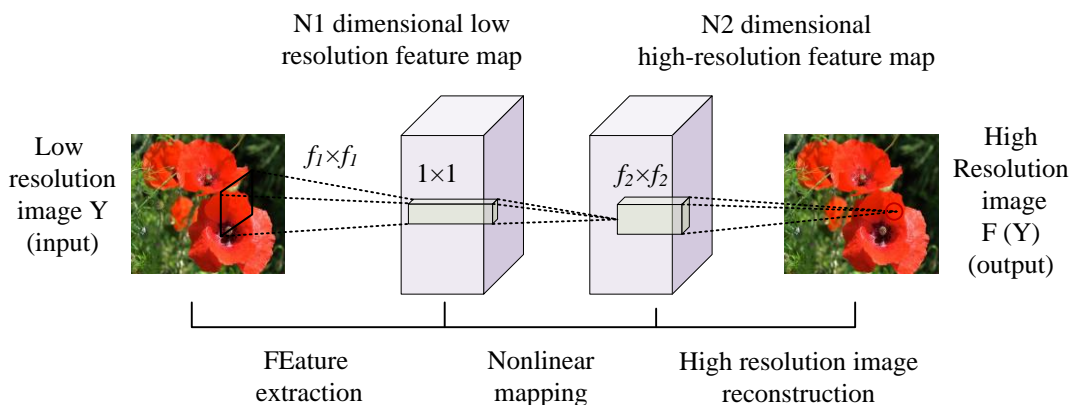 N1 dimensional low
resolution feature map
N2 dimensional
high-resolution feature map
Low
resolution
image Y
(input)
f1×f1
1×1
f2×f2
High
Resolution
image
F (Y)
(output)
FEature
extraction
Nonlinear
mapping
High resolution image
reconstruction